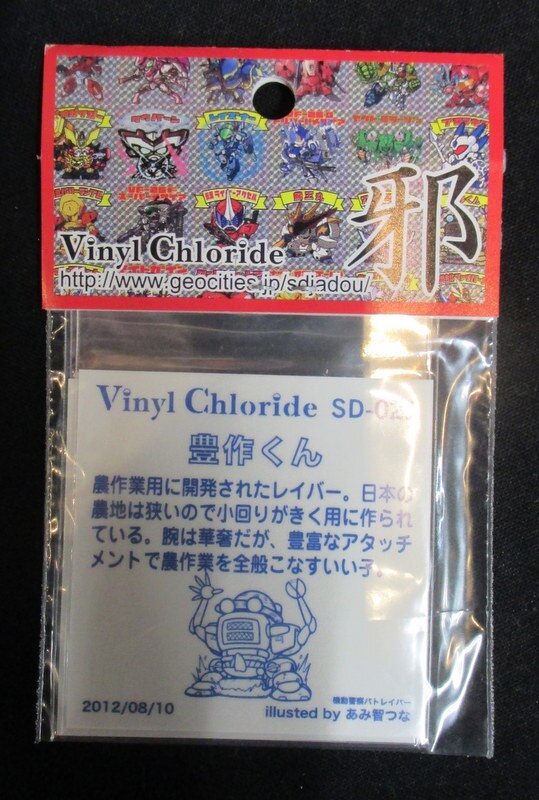 Vinyl Chloride
邪
http://www.geocities.jp/sdjadou/
Vinyl Chloride SD-02
豊作くん
農作業用に開発されたレイバー。日本の
農地は狭いので小回りがきく用に作られ
ている。腕は華奢だが、豊富なアタッチ
メントで農作業を全般こなすいい子。
機動警察パトレイバー
2012/08/10
illusted by あみ智つな